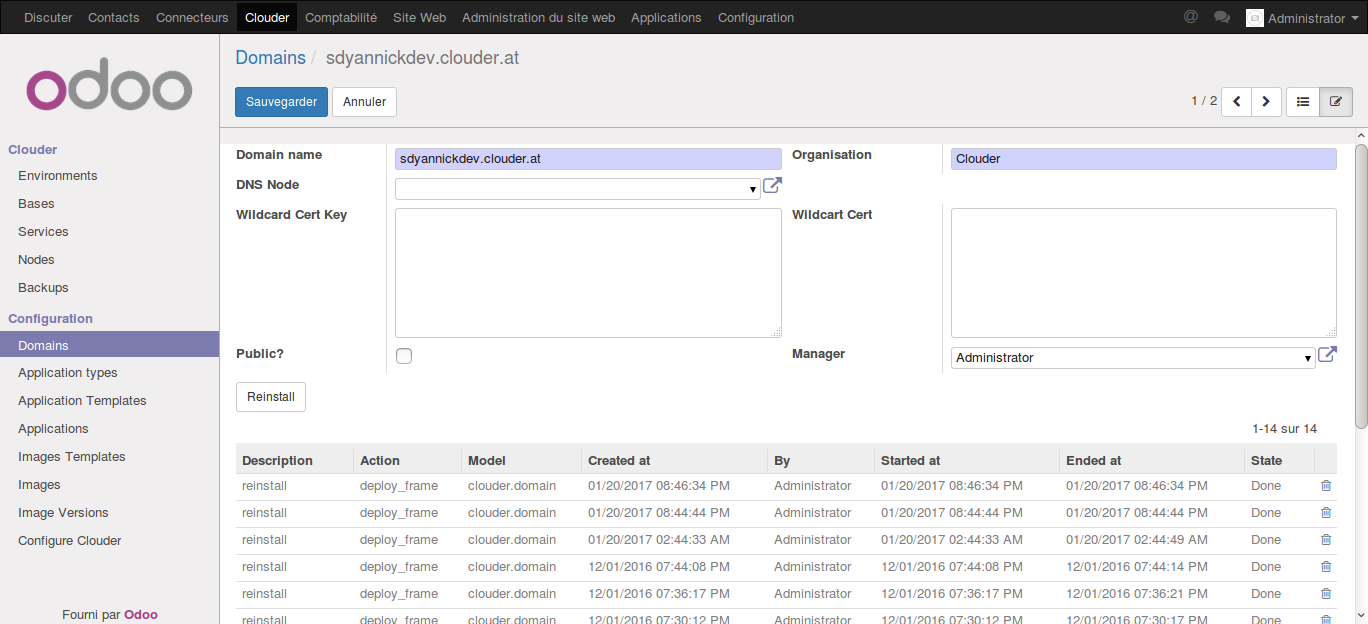 Discuter Contacts Connecteurs Clouder Comptabilité Site Web Administration du site web Applications Configuration @ Administrator
odoo
Domains / sdyannickdev.clouder.at
Sauvegarder Annuler 1 / 2
Clouder
Environments
Bases
Services
Nodes
Backups
Configuration
Domains
Application types
Application Templates
Applications
Images Templates
Images
Image Versions
Configure Clouder
Fourni par Odoo
Domain name sdyannickdev.clouder.at Organisation Clouder
DNS Node
Wildcard Cert Key Wildcart Cert
Public? Manager Administrator
Reinstall
1-14 sur 14
Description Action Model Created at By Started at Ended at State
reinstall deploy_frame clouder.domain 01/20/2017 08:46:34 PM Administrator 01/20/2017 08:46:34 PM 01/20/2017 08:46:34 PM Done
reinstall deploy_frame clouder.domain 01/20/2017 08:44:44 PM Administrator 01/20/2017 08:44:44 PM 01/20/2017 08:44:44 PM Done
reinstall deploy_frame clouder.domain 01/20/2017 02:44:33 AM Administrator 01/20/2017 02:44:33 AM 01/20/2017 02:44:49 AM Done
reinstall deploy_frame clouder.domain 12/01/2016 07:44:08 PM Administrator 12/01/2016 07:44:08 PM 12/01/2016 07:44:14 PM Done
reinstall deploy_frame clouder.domain 12/01/2016 07:36:17 PM Administrator 12/01/2016 07:36:17 PM 12/01/2016 07:36:21 PM Done
reinstall deploy_frame clouder.domain 12/01/2016 07:30:12 PM Administrator 12/01/2016 07:30:12 PM 12/01/2016 07:30:17 PM Done